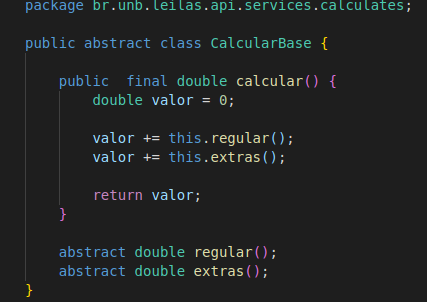 package br.unb.leilas.api.services.calculates;
public abstract class CalcularBase {
public  final double calcular() {
double valor = 0;
valor += this.regular();
valor += this.extras();
return valor;
}
abstract double regular();
abstract double extras();
}